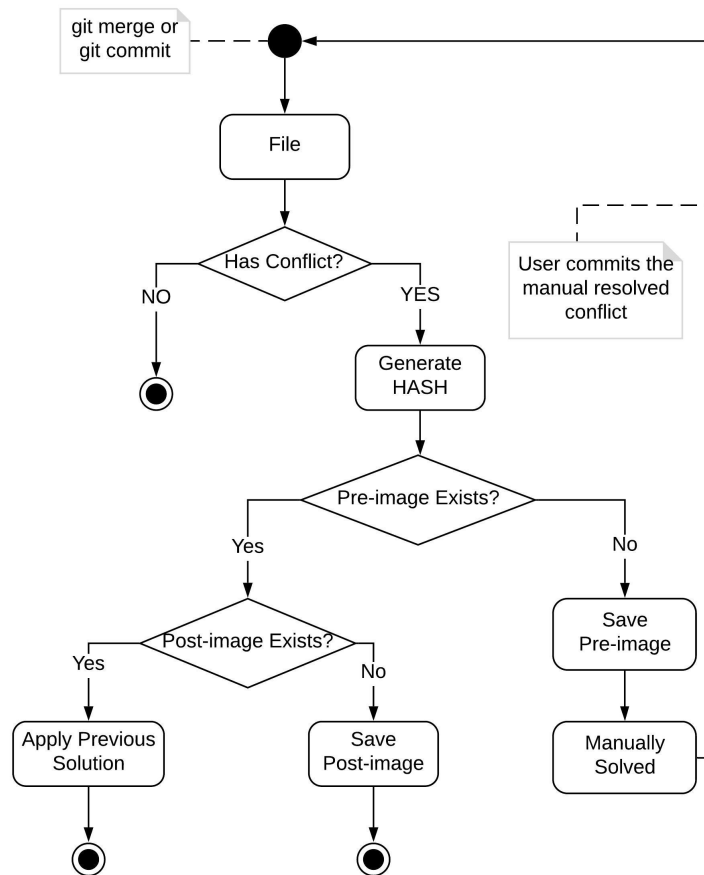 git merge or
git commit
File
Has Conflict?
NO
YES
User commits the
manual resolved
conflict
Generate
HASH
Pre-image Exists?
Yes
No
Post-image Exists?
Save
Pre-image
Yes
No
Apply Previous
Solution
Save
Post-image
Manually
Solved